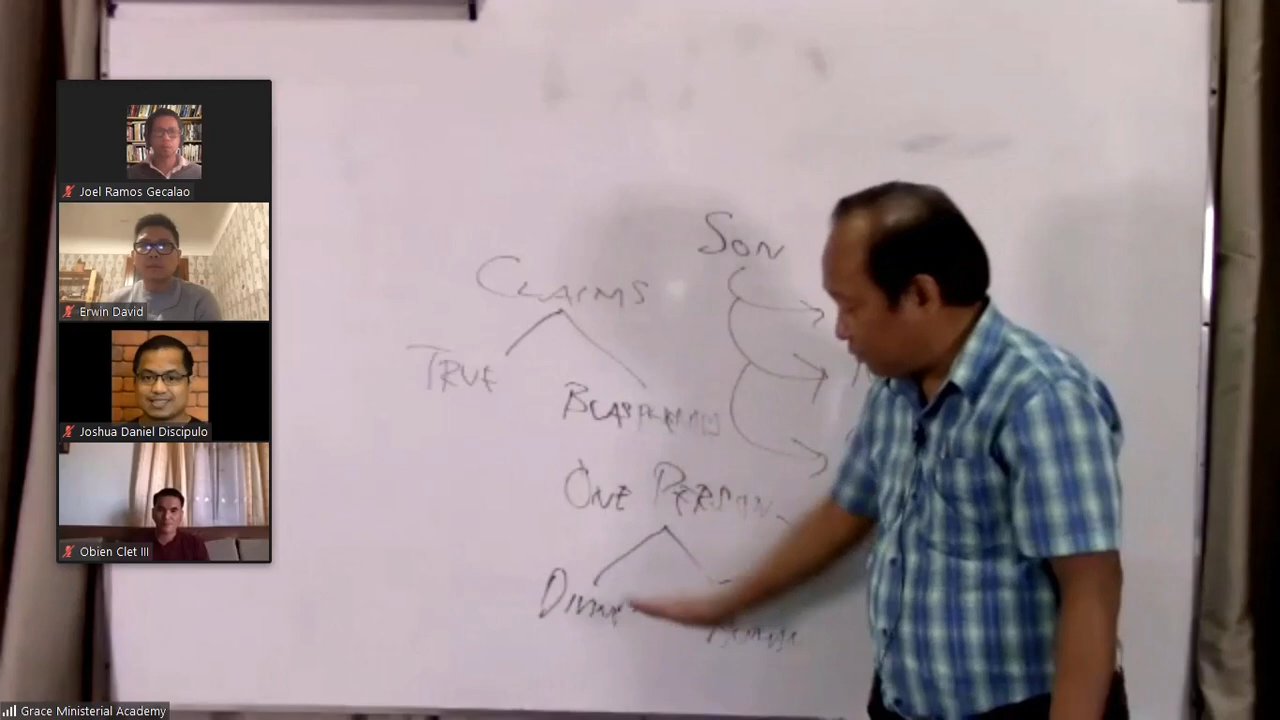 Joel Ramos Gecalao
Erwin David
Joshua Daniel Discipulo
Obien Clet III
Grace Ministerial Academy
SON
CLAIMS
TRUE
BLASPHEMY
ONE PERSON
DIVINE